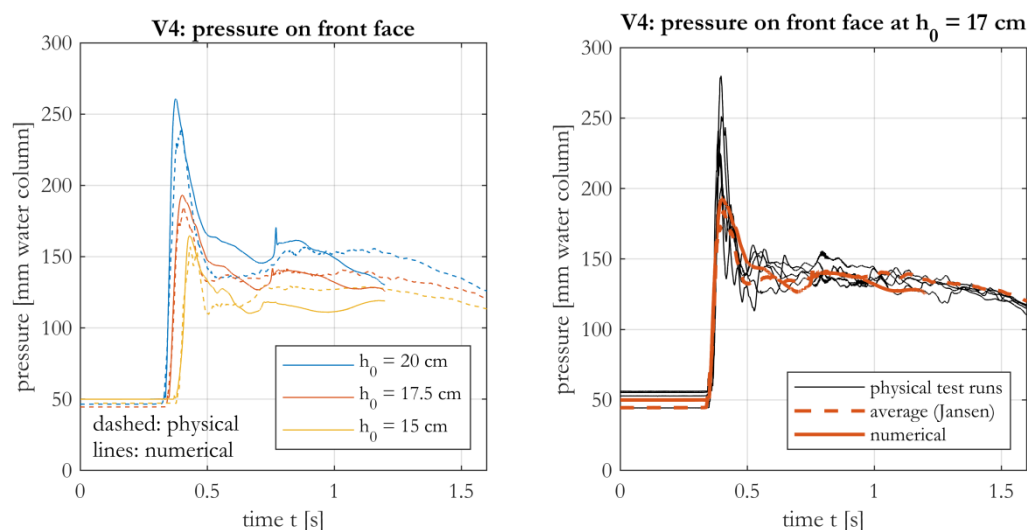 V4: pressure on front face
300
250
200
150
100
50
0
pressure [mm water column]
h0 = 20 cm
h0 = 17.5 cm
h0 = 15 cm
dashed: physical
lines: numerical
0
0.5
1
1.5
time t [s]
V4: pressure on front face at h0 = 17 cm
300
250
200
150
100
50
0
pressure [mm water column]
physical test runs
average (Jansen)
numerical
0
0.5
1
1.5
time t [s]